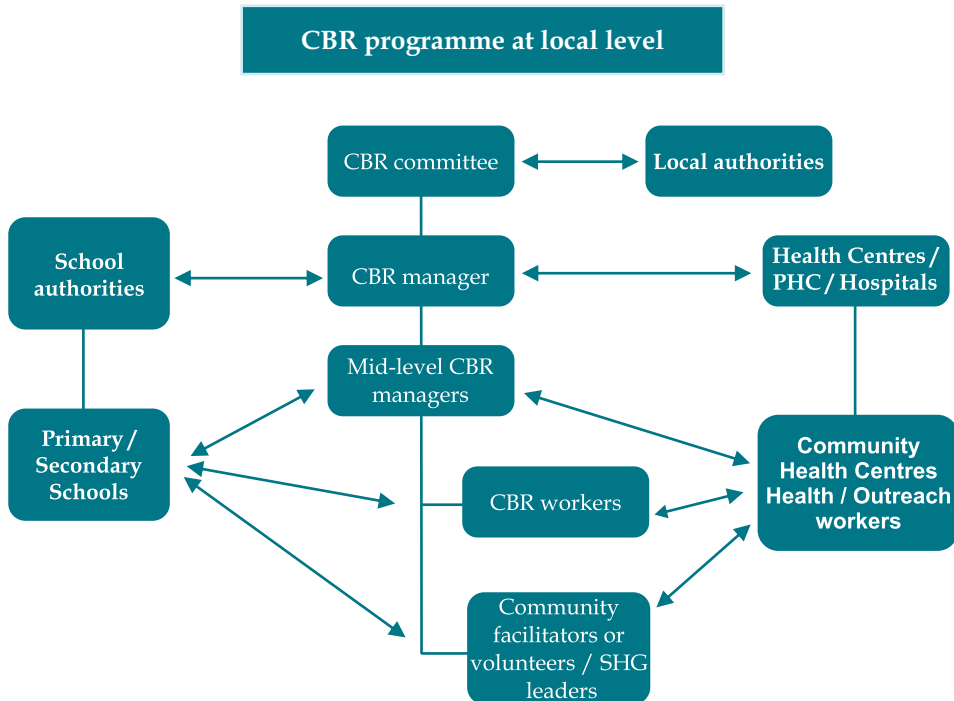 CBR programme at local level
CBR committee
Local authorities
School
authorities
CBR manager
Health Centres /
PHC / Hospitals
Mid-level CBR
managers
Primary /
Secondary
Schools
Community
Health Centres
Health / Outreach
workers
CBR workers
Community
facilitators or
volunteers / SHG
leaders